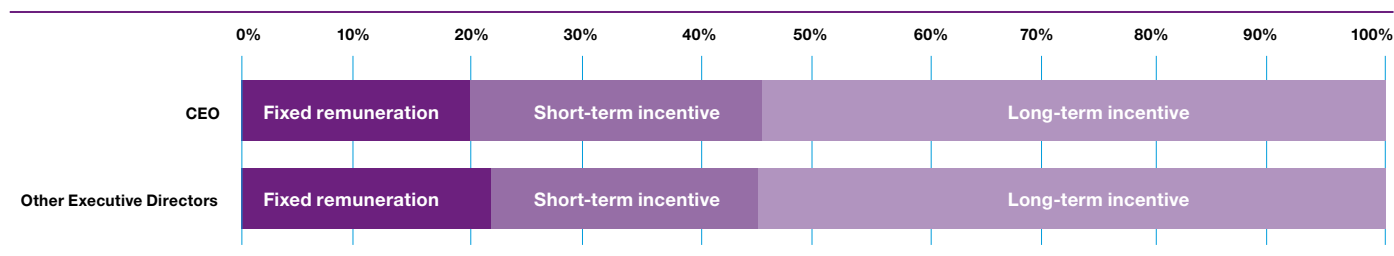 0% 10% 20% 30% 40% 50% 60% 70% 80% 90% 100%
CEO Fixed remuneration Short-term incentive Long-term incentive
Other Executive Directors Fixed remuneration Short-term incentive Long-term incentive